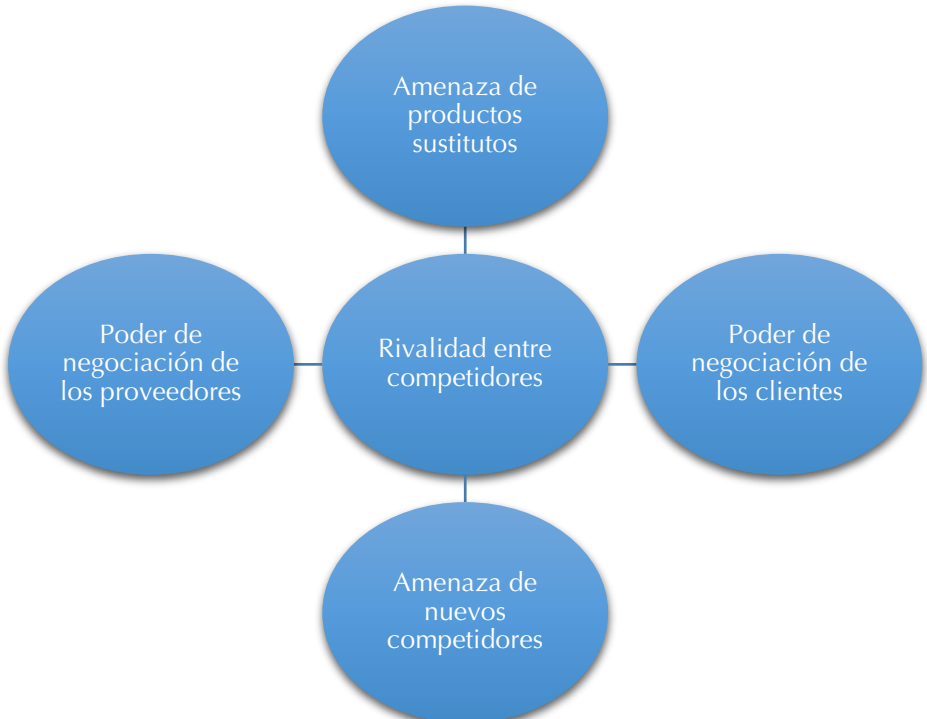 Amenaza de
productos
sustitutos
Poder de
negociación de
los proveedores
Rivalidad entre
competidores
Poder de
negociación de
los clientes
Amenaza de
nuevos
competidores